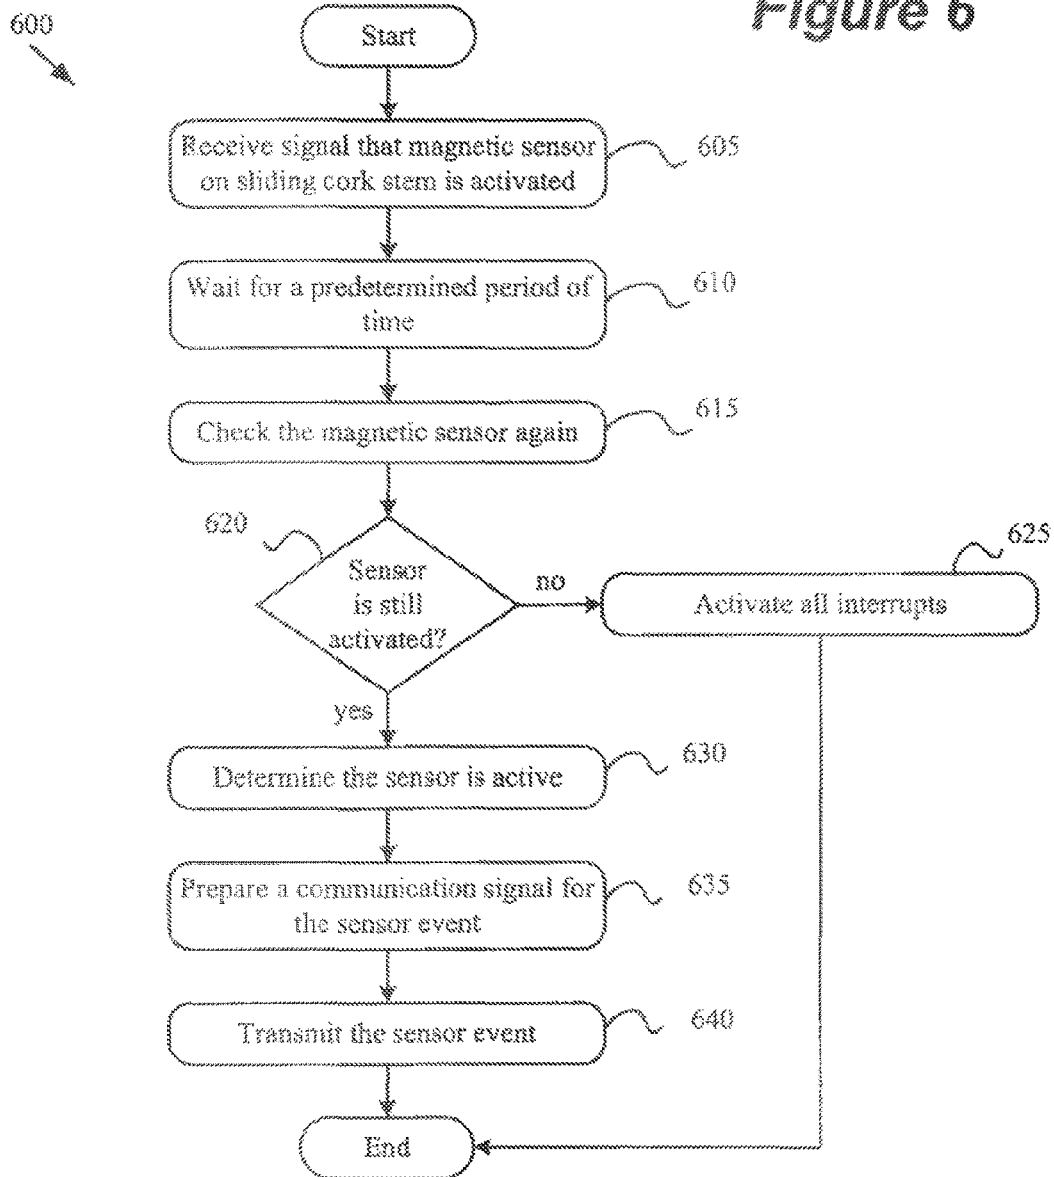 Figure 6
600
Start
Receive signal that magnetic sensor
on sliding cork stem is activated
605
Wait for a predetermined period of
time
610
Check the magnetic sensor again
615
620
Sensor
is still
activated?
no
625
Activate all interrupts
yes
Determine the sensor is active
630
Prepare a communication signal for
the sensor event
635
Transmit the sensor event
640
End